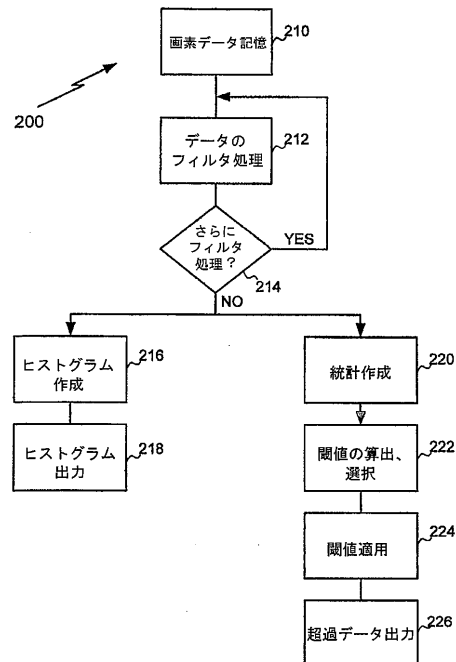 画素データ記憶
210
200
データの
フィルタ処理
212
さらに
フィルタ
処理？
YES
214
NO
ヒストグラム
作成
216
統計作成
220
ヒストグラム
出力
218
閾値の算出、
選択
222
閾値適用
224
超過データ出力
226